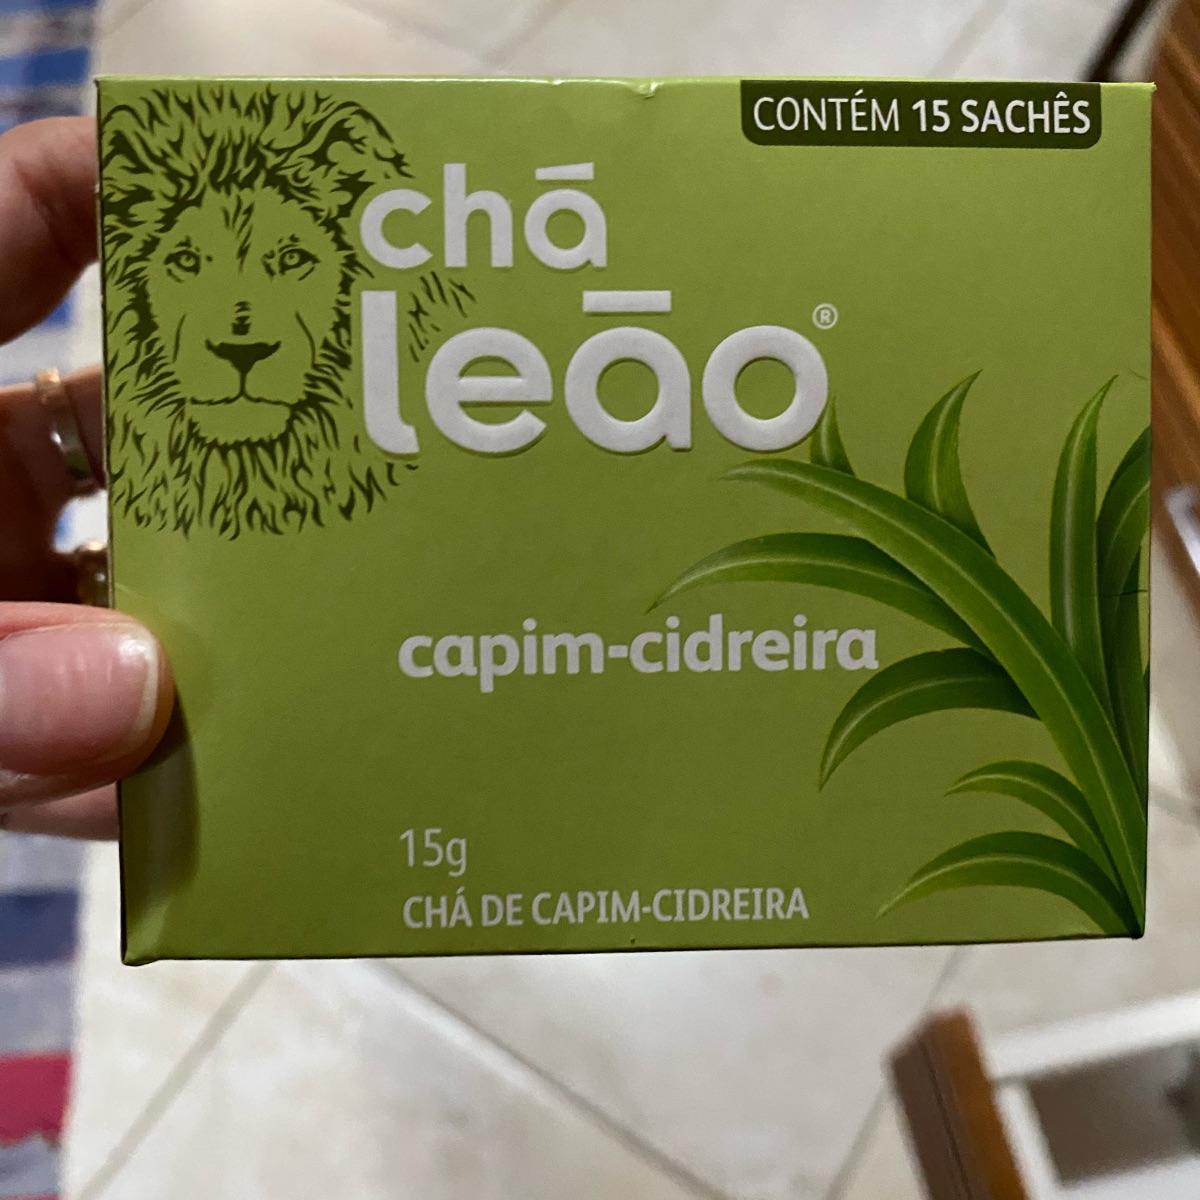 CONTÉM 15 SACHÊS
chá
leão®
capim-cidreira
15g
CHÁ DE CAPIM-CIDREIRA